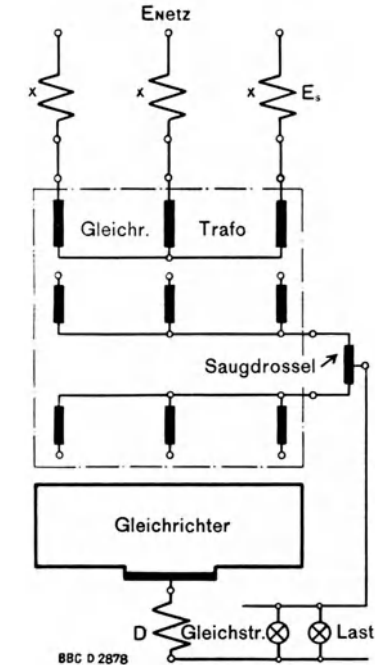 ENetz
x x x Es
Gleichr. Trafo
Saugdrossel
Gleichrichter
D Gleichstr. Last
BBC D 2878